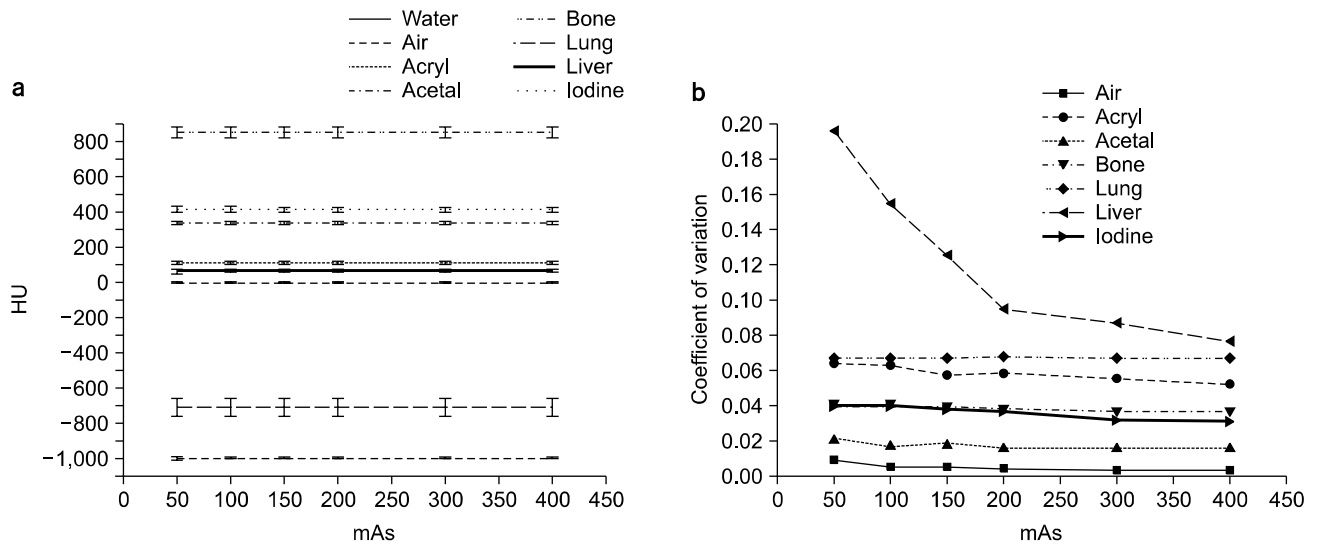 Water
Air
Acryl
Acetal
Bone
Lung
Liver
Iodine
a
800
600
400
200
0
−200
−400
−600
−800
−1,000
HU
0 50 100 150 200 250 300 350 400 450
mAs
b
Air
Acryl
Acetal
Bone
Lung
Liver
Iodine
0.20
0.18
0.16
0.14
0.12
0.10
0.08
0.06
0.04
0.02
0.00
Coefficient of variation
0 50 100 150 200 250 300 350 400 450
mAs